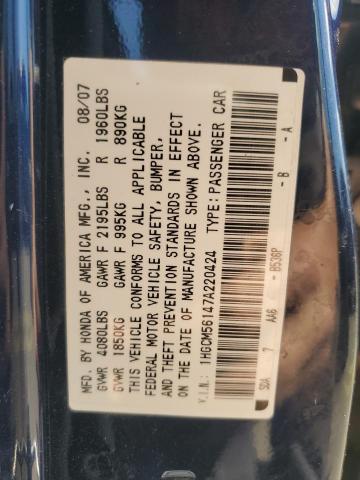 MFD. BY HONDA OF AMERICA MFG., INC. 08/07
GVWR 4080LBS GAWR F 2195LBS R 1960LBS
GVWR 1850KG GAWR F 995KG R 890KG
THIS VEHICLE CONFORMS TO ALL APPLICABLE
FEDERAL MOTOR VEHICLE SAFETY, BUMPER,
AND THEFT PREVENTION STANDARDS IN EFFECT
ON THE DATE OF MANUFACTURE SHOWN ABOVE.
V.I.N.: 1HGCM56147A220424 TYPE:PASSENGER CAR
SDA 7 AA6 - B536P - B - A